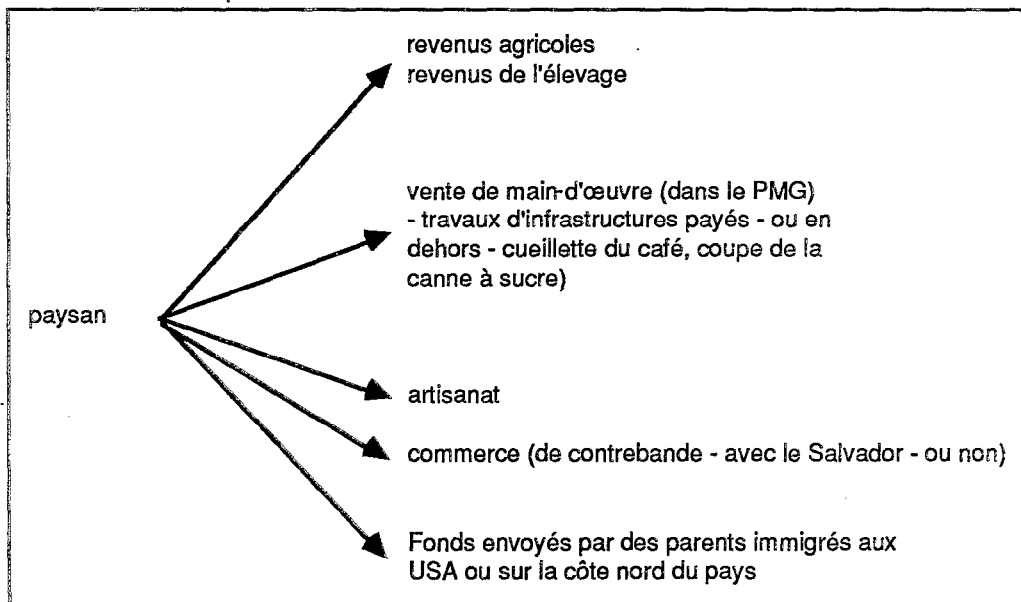 revenus agricoles
revenus de l'élevage
vente de main-d'œuvre (dans le PMG)
- travaux d'infrastructures payés - ou en
dehors - cueillette du café, coupe de la
canne à sucre)
paysan
artisanat
commerce (de contrebande - avec le Salvador - ou non)
Fonds envoyés par des parents immigrés aux
USA ou sur la côte nord du pays